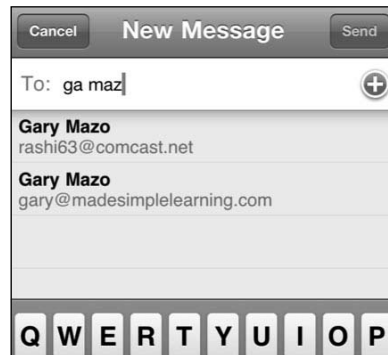 Cancel New Message Send
To: ga maz
Gary Mazo
rashi63@comcast.net
Gary Mazo
gary@madesimplelearning.com
Q W E R T Y U I O P